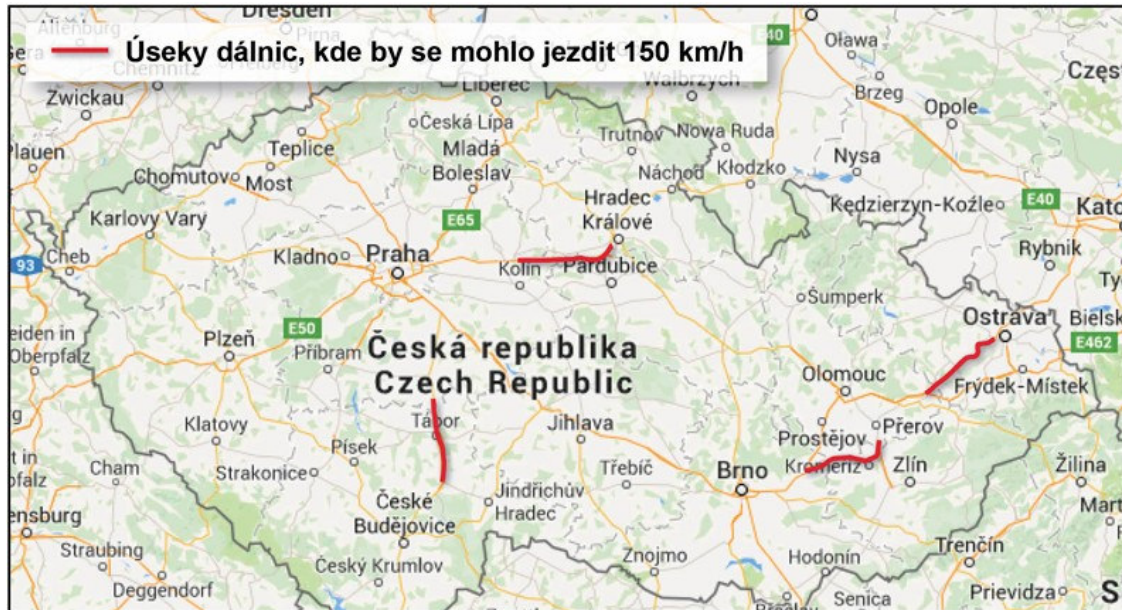 Dresden
Úseky dálnic, kde by se mohlo jezdit 150 km/h
Chemnitz
Wałbrzych
E40
Oława
Zwickau
Liberec
Brzeg
Opole
Plauen
Teplice
Česká Lípa
Trutnov
Nowa Ruda
Chomutov
Most
Mladá
Boleslav
Náchod
Kłodzko
Nysa
Karlovy Vary
E65
Hradec
Králové
Kędzierzyn-Koźle
E40
Cheb
Kladno
Praha
Kolín
Pardubice
Rybnik
93
Šumperk
Plzeň
E50
Příbram
Česká republika
Czech Republic
Ostrava
E462
Olomouc
Frýdek-Místek
Klatovy
Tábor
Jihlava
Prostějov
Přerov
Písek
Cham
Strakonice
Třebíč
Brno
Kroměříž
Zlín
Žilina
České
Budějovice
Jindřichův
Hradec
Straubing
Český Krumlov
Znojmo
Hodonín
Trenčín
Deggendorf
Senica
Prievidza